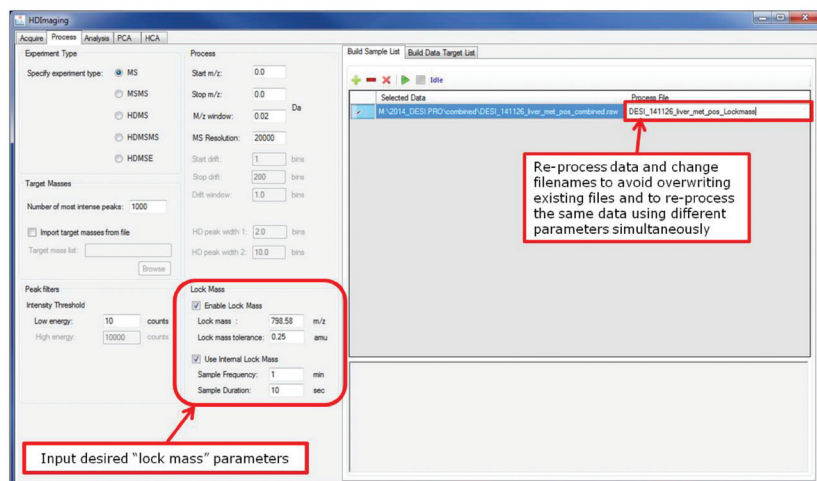 HDImaging
Acquire Process Analysis PCA HCA
Experiment Type
Specify experiment type: MS
MSMS
HDMS
HDMSMS
HDMSE
Target Masses
Number of most intense peaks: 1000
Import target masses from file
Target mass list:
Browse
Peak filters
Intensity Threshold
Low energy: 10 counts
High energy: 10000 counts
Process
Start m/z: 0.0
Stop m/z: 0.0
Da
M/z window: 0.02
MS Resolution: 20000
Start drift: 1 bins
Stop drift: 200 bins
Drift window: 1.0 bins
HD peak width 1: 2.0 bins
HD peak width 2: 10.0 bins
Lock Mass
Enable Lock Mass
Lock mass : 798.58 m/z
Lock mass tolerance: 0.25 amu
Use Internal Lock Mass
Sample Frequency: 1 min
Sample Duration: 10 sec
Input desired “lock mass” parameters
Build Sample List Build Data Target List
Idle
Selected Data Process File
M:\2014_DESI PRO\combined\DESI_141126_liver_met_pos_combined.raw DESI_141126_liver_met_pos_Lockmass
Re-process data and change
filenames to avoid overwriting
existing files and to re-process
the same data using different
parameters simultaneously